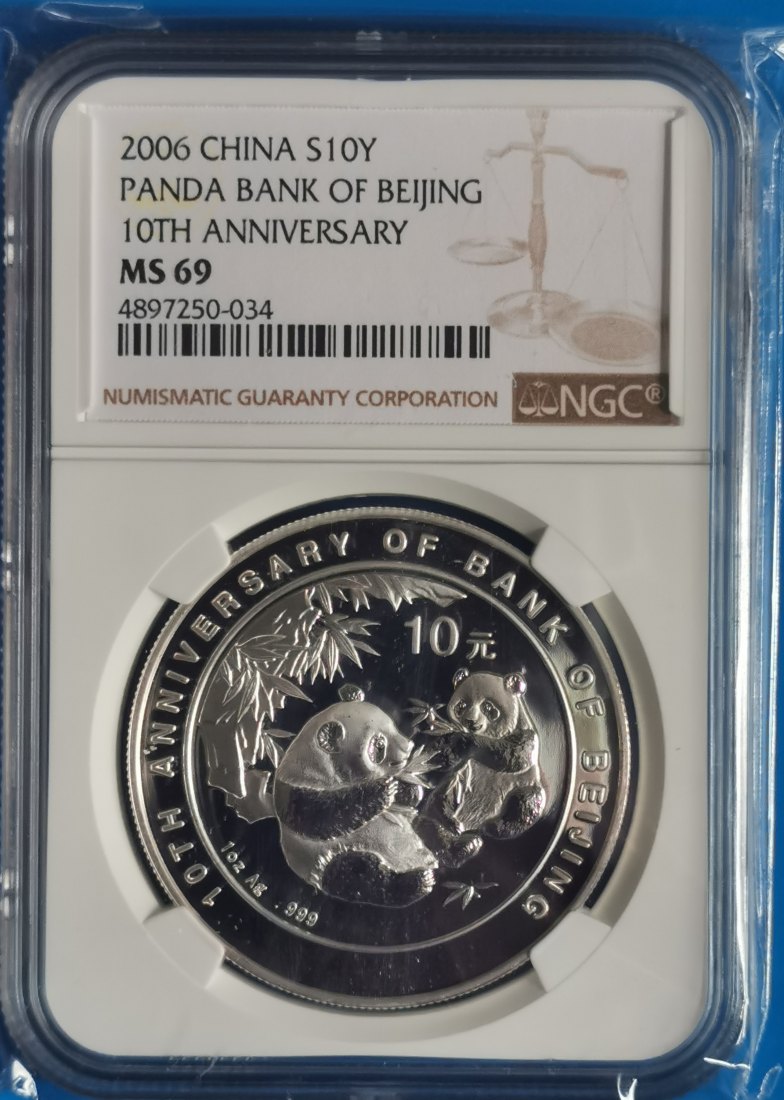 2006 CHINA S10Y
PANDA BANK OF BEIJING
10TH ANNIVERSARY
MS 69
4897250-034
NUMISMATIC GUARANTY CORPORATION
NGC®
10TH ANNIVERSARY OF BANK OF BEIJING
10元
1oz Ag .999